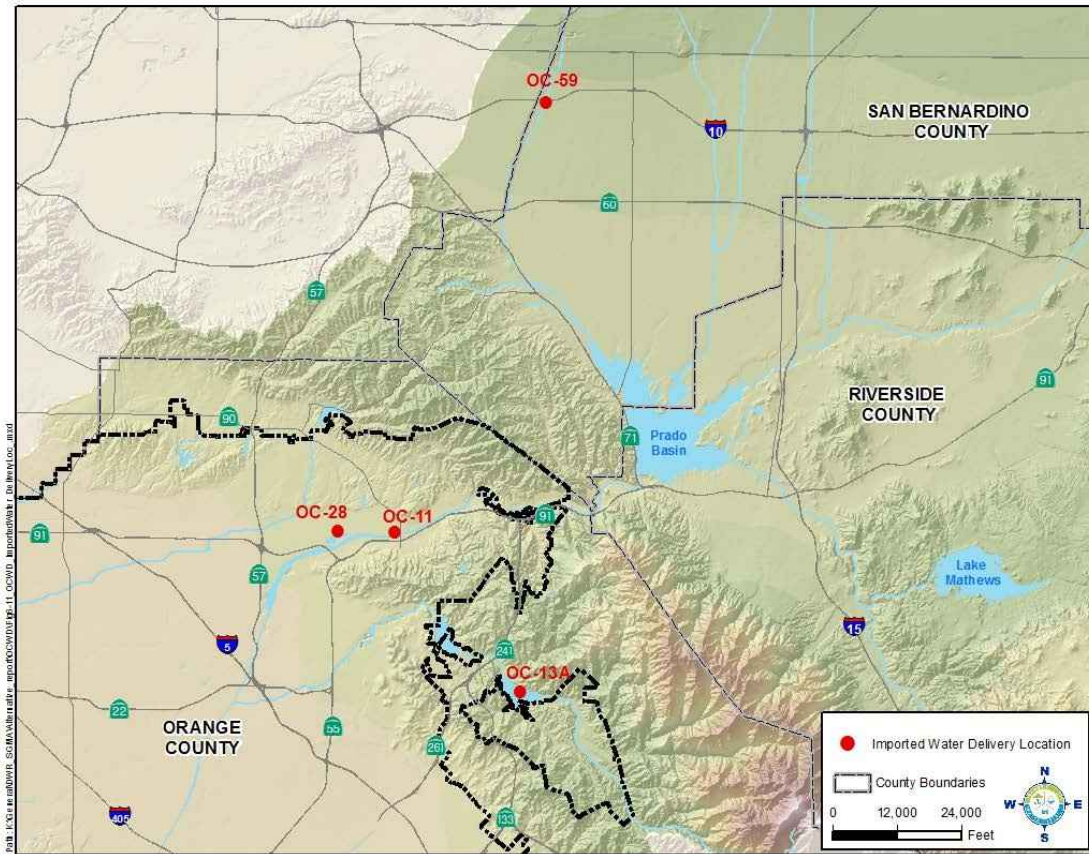 OC-59
SAN BERNARDINO
COUNTY
10
60
57
RIVERSIDE
COUNTY
91
90
71
Prado
Basin
OC-28
OC-11
91
91
57
Lake
Mathews
15
5
241
OC-13A
22
ORANGE
COUNTY
55
261
405
133
Imported Water Delivery Location
County Boundaries
0 12,000 24,000
Feet
N
W E
S